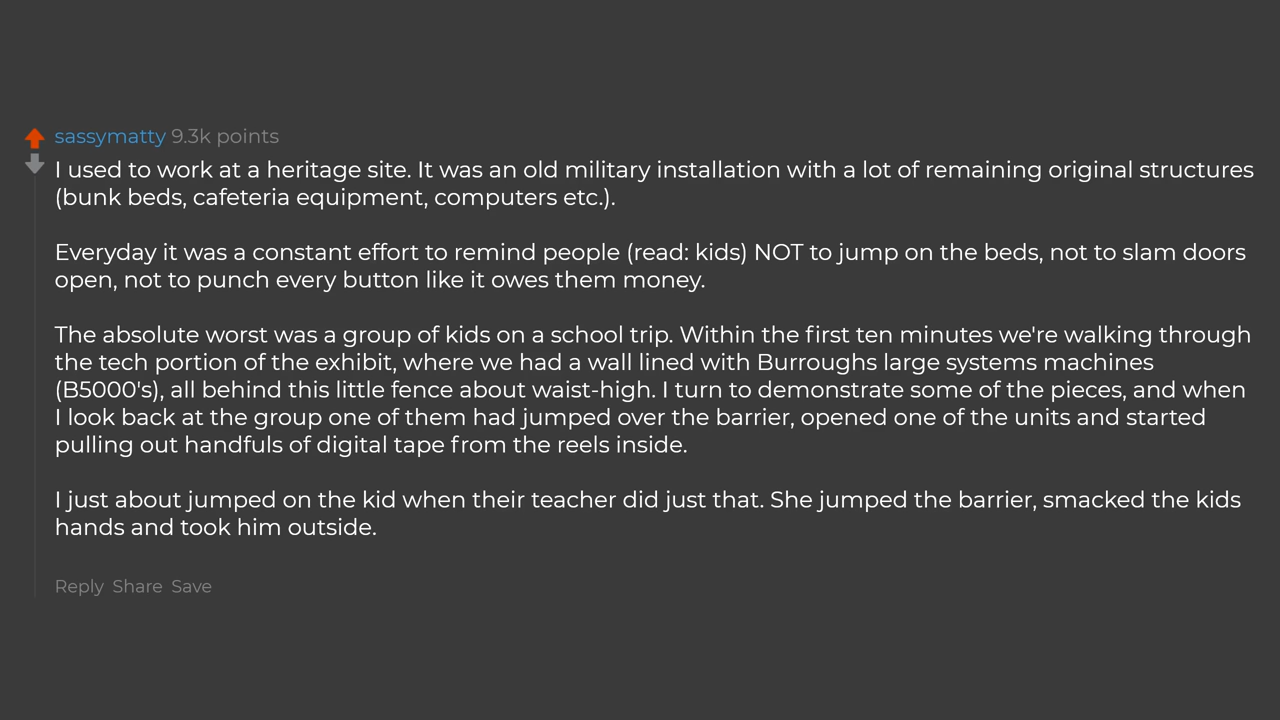 sassymatty 9.3k points
I used to work at a heritage site. It was an old military installation with a lot of remaining original structures
(bunk beds, cafeteria equipment, computers etc.).
Everyday it was a constant effort to remind people (read: kids) NOT to jump on the beds, not to slam doors
open, not to punch every button like it owes them money.
The absolute worst was a group of kids on a school trip. Within the first ten minutes we're walking through
the tech portion of the exhibit, where we had a wall lined with Burroughs large systems machines
(B5000's), all behind this little fence about waist-high. I turn to demonstrate some of the pieces, and when
I look back at the group one of them had jumped over the barrier, opened one of the units and started
pulling out handfuls of digital tape from the reels inside.
I just about jumped on the kid when their teacher did just that. She jumped the barrier, smacked the kids
hands and took him outside.
Reply Share Save